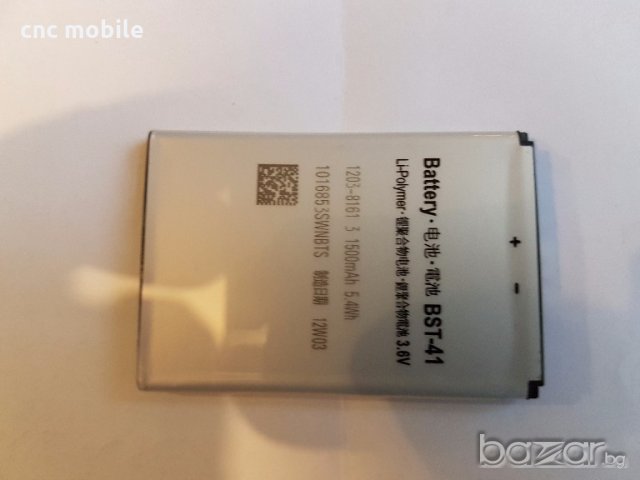 cnc mobile
Battery·电池·電池 BST-41
Li-Polymer·锂聚合物电池·鋰聚合物電池 3.6V
1203-8161 3 1500mAh 5.4Wh
1016853SWNBTS 制造日期 12W03
+
-
bazar.bg